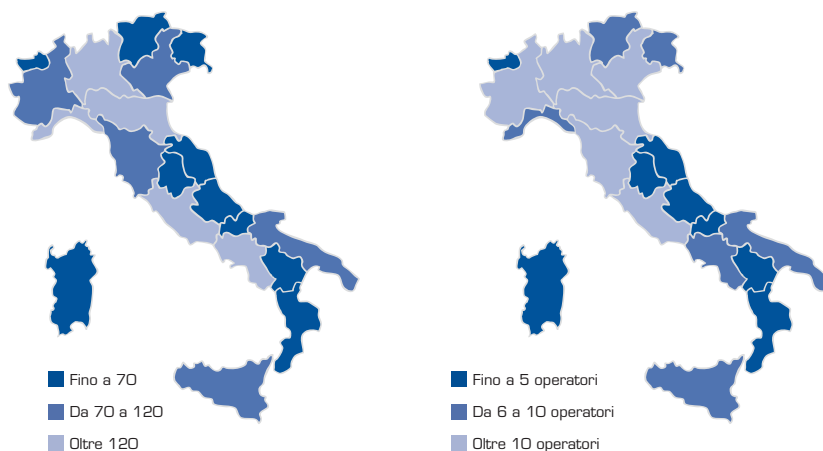 Fino a 70
Da 70 a 120
Oltre 120
Fino a 5 operatori
Da 6 a 10 operatori
Oltre 10 operatori